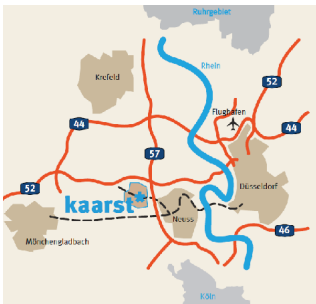 Ruhrgebiet
Rhein
Krefeld
52
Flughafen
44
44
57
52
Düsseldorf
kaarst
Neuss
46
Mönchengladbach
Köln